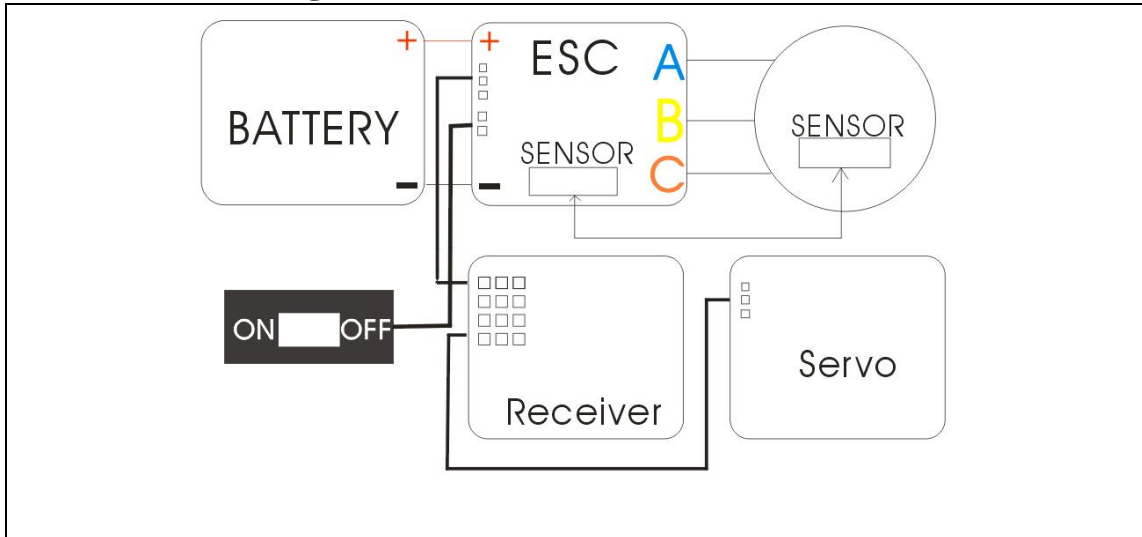 + + ESC A
BATTERY B SENSOR
SENSOR
- - C
ON OFF
Servo
Receiver